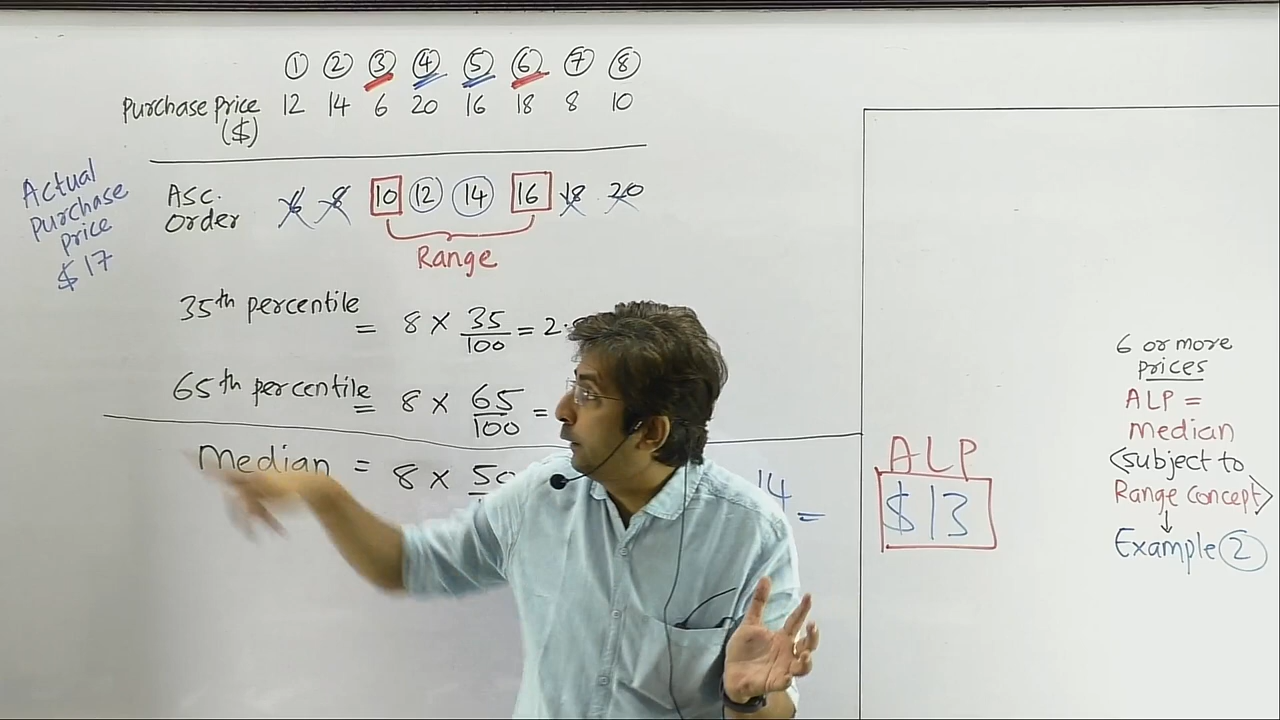 ① ② ③ ④ ⑤ ⑥ ⑦ ⑧
Purchase Price 12 14 6 20 16 18 8 10
($)
Actual
Purchase
price
$17
Asc. 6 8 10 12 14 16 18 20
Order
Range
35th percentile = 8 × 35/100 = 2.
65th percentile = 8 × 65/100 =
Median = 8 × 50
14 =
ALP
$13
6 or more
prices
ALP =
median
<subject to
Range concept>
↓
Example ②